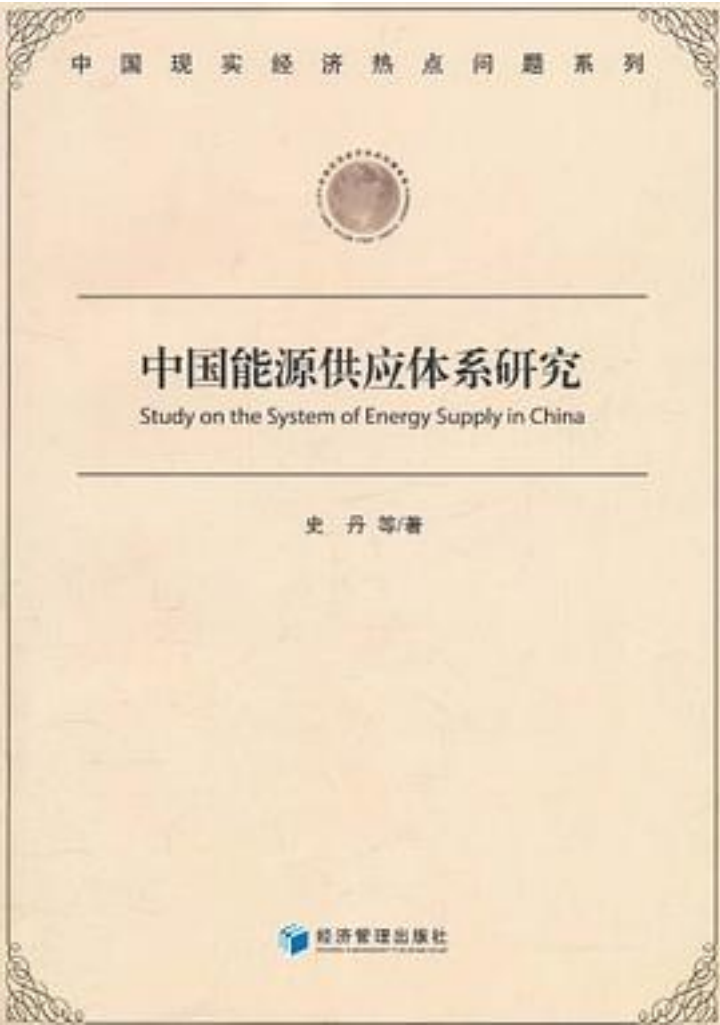 中国现实经济热点问题系列
中国能源供应体系研究
Study on the System of Energy Supply in China
史 丹 等/著
经济管理出版社